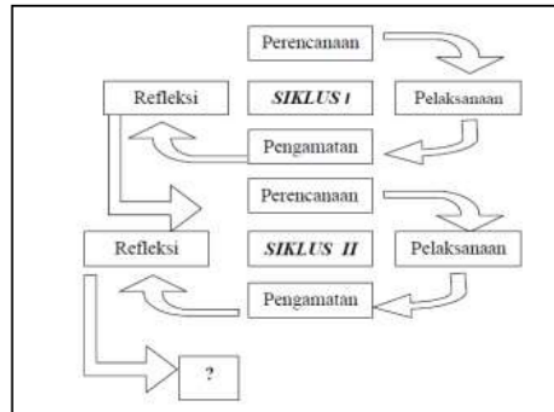 Perencanaan
Refleksi
SIKLUS I
Pelaksanaan
Pengamatan
Perencanaan
Refleksi
SIKLUS II
Pelaksanaan
Pengamatan
?